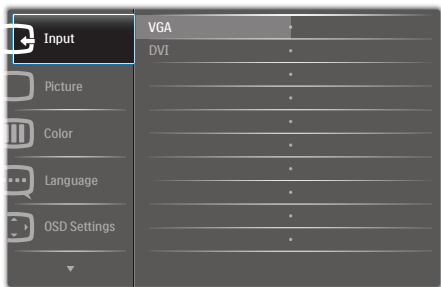 Input
VGA
DVI
Picture
Color
Language
OSD Settings